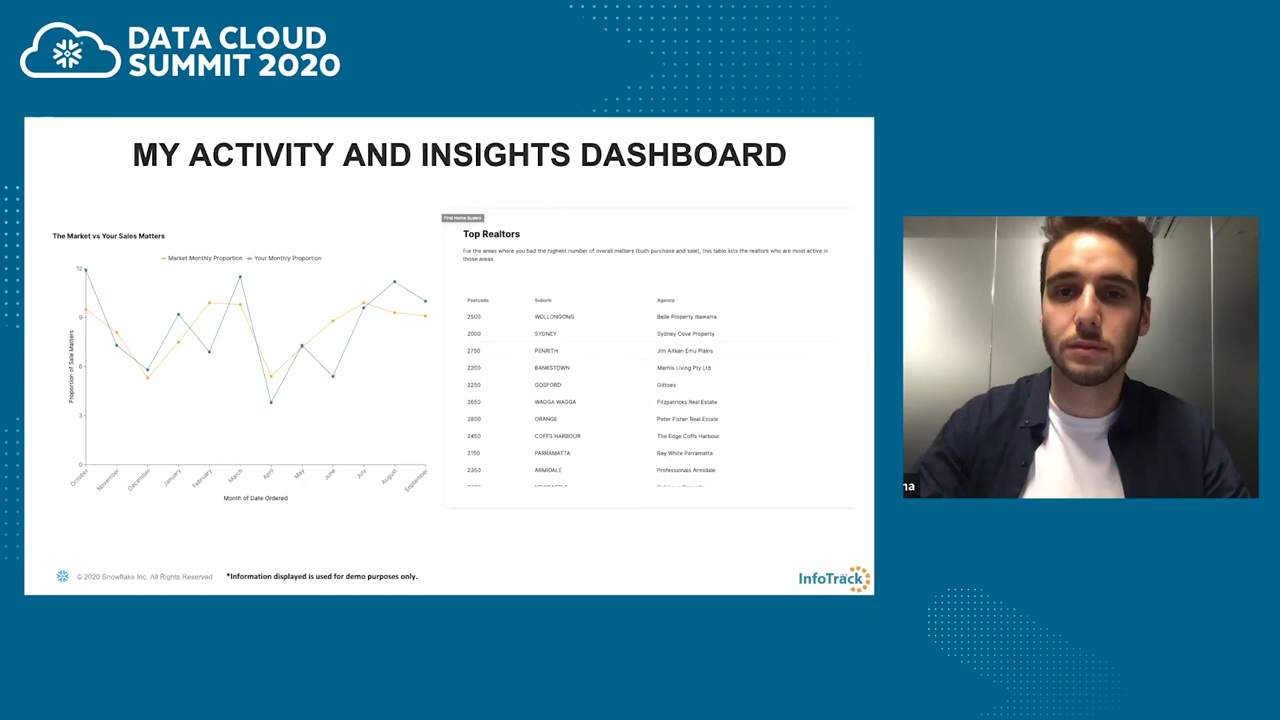 DATA CLOUD
SUMMIT 2020
MY ACTIVITY AND INSIGHTS DASHBOARD
The Market vs Your Sales Matters
Market Monthly Proportion
Your Monthly Proportion
Proportion of Sale Matters
12
9
6
3
0
October
November
December
January
February
March
April
May
June
July
August
September
Month of Date Ordered
First Home Buyers
Top Realtors
For the areas where you had the highest number of overall matters (both purchase and sale), this table lists the realtors who are most active in
those areas.
Postcode Suburb Agency
2500 WOLLONGONG Belle Property Illawarra
2000 SYDNEY Sydney Cove Property
2750 PENRITH Jim Aitken Emu Plains
2200 BANKSTOWN Merhis Pty Ltd
2250 GOSFORD Gittoes
2650 WAGGA WAGGA Fitzpatricks Real Estate
2800 ORANGE Peter Fisher Real Estate
2450 COFFS HARBOUR The Edge Coffs Harbour
2150 PARRAMATTA Ray White Parramatta
2350 ARMIDALE Professionals Armidale
© 2020 Snowflake Inc. All Rights Reserved
*Information displayed is used for demo purposes only.
InfoTrack
na